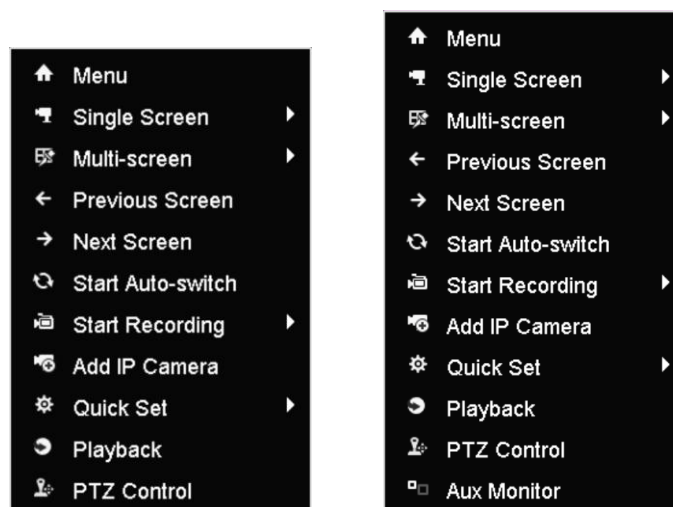 Menu
Single Screen
Multi-screen
Previous Screen
Next Screen
Start Auto-switch
Start Recording
Add IP Camera
Quick Set
Playback
PTZ Control
Menu
Single Screen
Multi-screen
Previous Screen
Next Screen
Start Auto-switch
Start Recording
Add IP Camera
Quick Set
Playback
PTZ Control
Aux Monitor